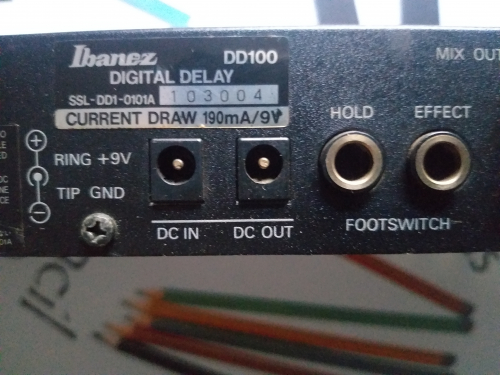 Ibanez DD100
DIGITAL DELAY
SSL-DD1-0101A 103004
CURRENT DRAW 190mA/9V
MIX OUT
HOLD EFFECT
RING +9V
TIP GND
DC IN DC OUT
FOOTSWITCH